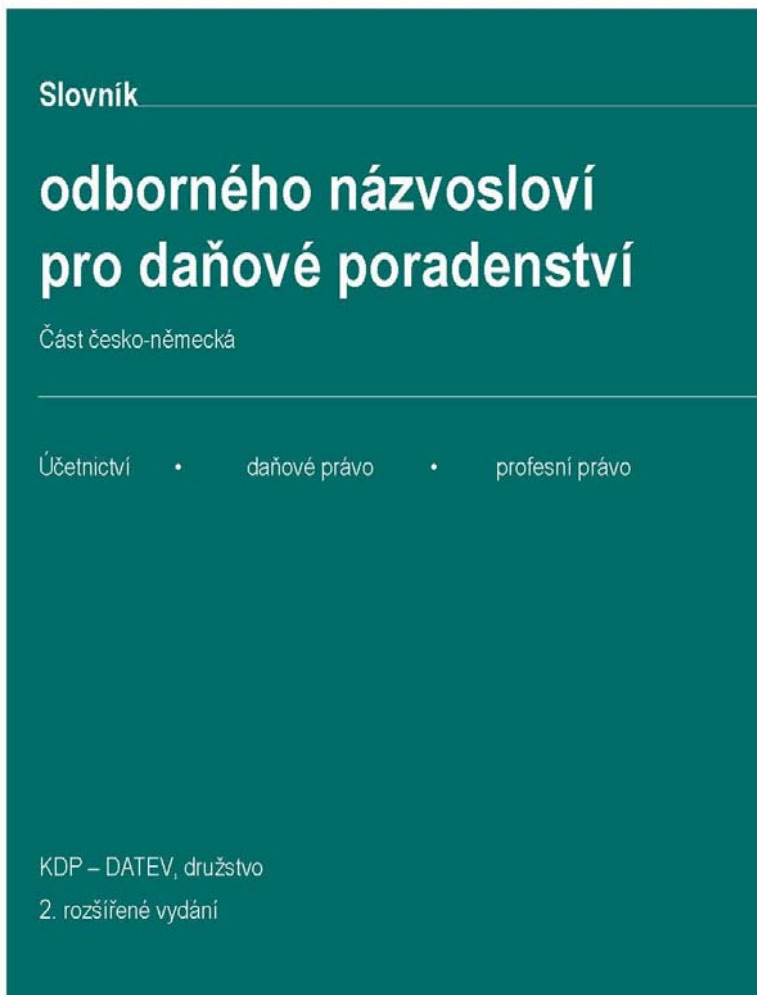 Slovník
odborného názvosloví
pro daňové poradenství
Část česko-německá
Účetnictví • daňové právo • profesní právo
KDP – DATEV, družstvo
2. rozšířené vydání